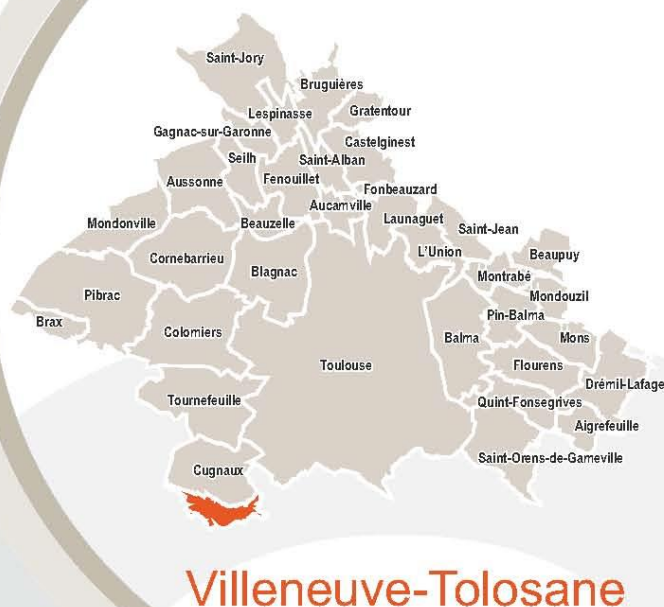 Saint-Jory
Bruguières
Lespinasse
Gratentour
Gagnac-sur-Garonne
Castelginest
Seilh
Saint-Alban
Aussonne
Fenouillet
Fonbeauzard
Aucamville
Launaguet
Mondonville
Beauzelle
Saint-Jean
L'Union
Beaupuy
Cornebarrieu
Blagnac
Montrabé
Pibrac
Mondouzil
Pin-Balma
Brax
Colomiers
Balma
Mons
Toulouse
Flourens
Drémil-Lafage
Tournefeuille
Quint-Fonsegrives
Aigrefeuille
Saint-Orens-de-Gameville
Cugnaux
Villeneuve-Tolosane